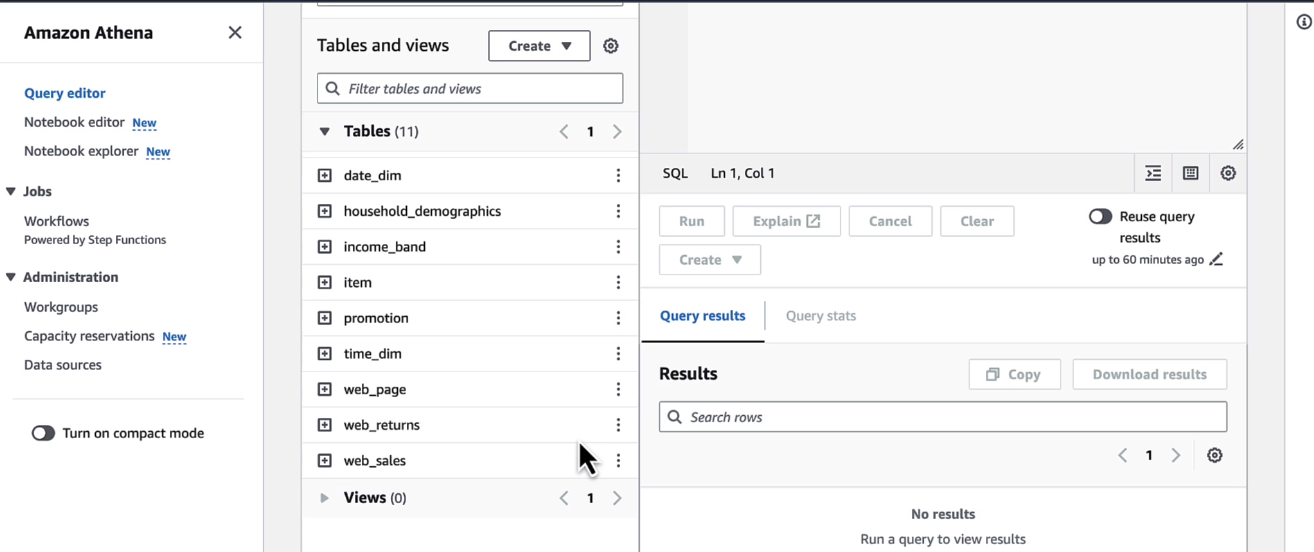 Amazon Athena
Query editor
Notebook editor New
Notebook explorer New
Jobs
Workflows
Powered by Step Functions
Administration
Workgroups
Capacity reservations New
Data sources
Turn on compact mode
Tables and views
Create
Filter tables and views
Tables (11)
1
date_dim
household_demographics
income_band
item
promotion
time_dim
web_page
web_returns
web_sales
Views (0)
1
SQL Ln 1, Col 1
Run Explain Cancel Clear
Create
Reuse query
results
up to 60 minutes ago
Query results Query stats
Results
Copy Download results
Search rows
1
No results
Run a query to view results